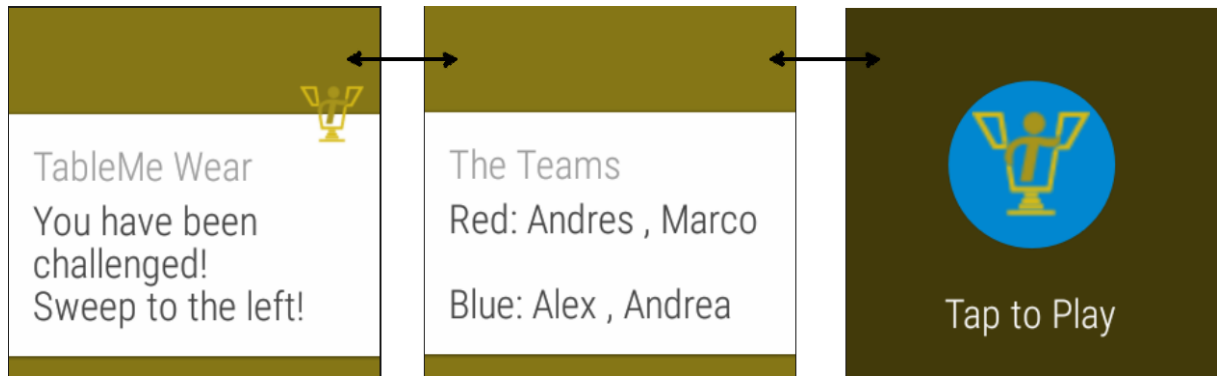 TableMe Wear
You have been
challenged!
Sweep to the left!
The Teams
Red: Andres , Marco
Blue: Alex , Andrea
Tap to Play